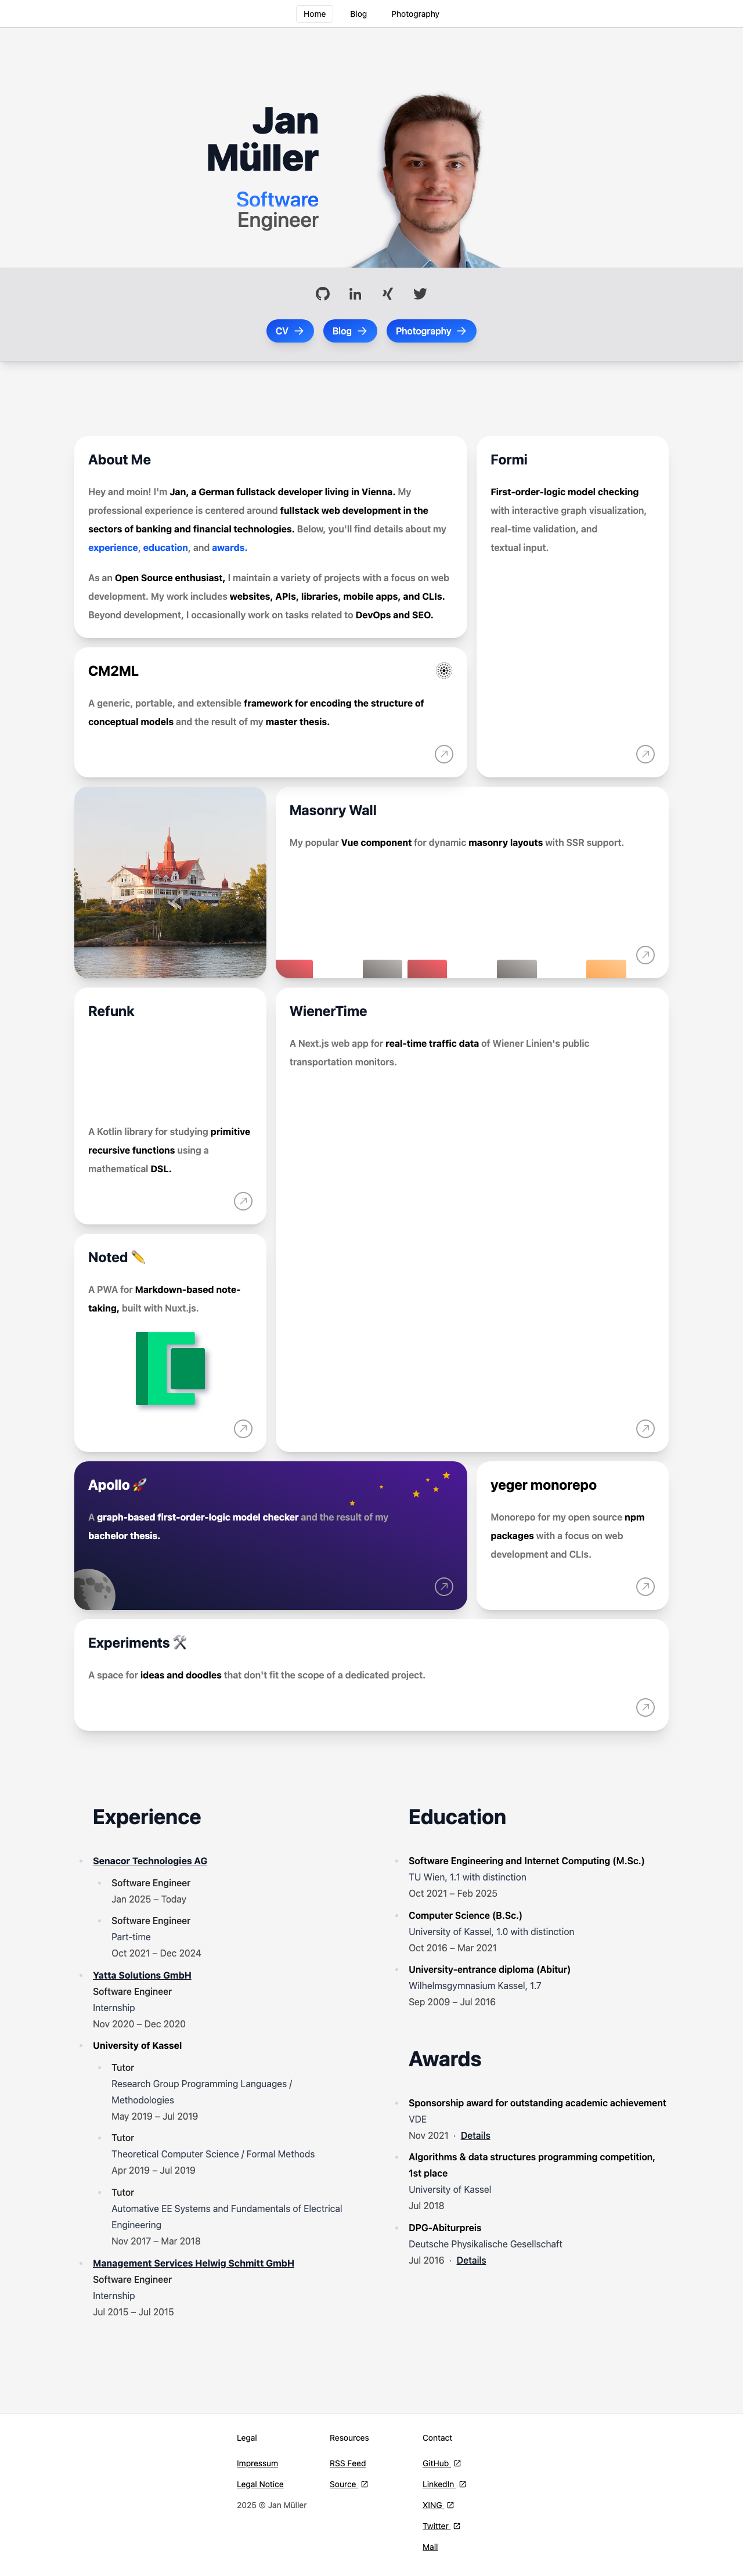 Home Blog Photography
Jan
Müller
Software
Engineer
CV Blog Photography
About Me
Hey and moin! I'm Jan, a German fullstack developer living in Vienna. My
professional experience is centered around fullstack web development in the
sectors of banking and financial technologies. Below, you'll find details about my
experience, education, and awards.
As an Open Source enthusiast, I maintain a variety of projects with a focus on web
development. My work includes websites, APIs, libraries, mobile apps, and CLIs.
Beyond development, I occasionally work on tasks related to DevOps and SEO.
Formi
First-order-logic model checking
with interactive graph visualization,
real-time validation, and
textual input.
CM2ML
A generic, portable, and extensible framework for encoding the structure of
conceptual models and the result of my master thesis.
Masonry Wall
My popular Vue component for dynamic masonry layouts with SSR support.
Refunk
A Kotlin library for studying primitive
recursive functions using a
mathematical DSL.
WienerTime
A Next.js web app for real-time traffic data of Wiener Linien's public
transportation monitors.
Noted ✏️
A PWA for Markdown-based note-
taking, built with Nuxt.js.
Apollo 🚀
A graph-based first-order-logic model checker and the result of my
bachelor thesis.
yeger monorepo
Monorepo for my open source npm
packages with a focus on web
development and CLIs.
Experiments 🛠️
A space for ideas and doodles that don't fit the scope of a dedicated project.
Experience
Senacor Technologies AG
Software Engineer
Jan 2025 – Today
Software Engineer
Part-time
Oct 2021 – Dec 2024
Yatta Solutions GmbH
Software Engineer
Internship
Nov 2020 – Dec 2020
University of Kassel
Tutor
Research Group Programming Languages /
Methodologies
May 2019 – Jul 2019
Tutor
Theoretical Computer Science / Formal Methods
Apr 2019 – Jul 2019
Tutor
Automative EE Systems and Fundamentals of Electrical
Engineering
Nov 2017 – Mar 2018
Management Services Helwig Schmitt GmbH
Software Engineer
Internship
Jul 2015 – Jul 2015
Education
Software Engineering and Internet Computing (M.Sc.)
TU Wien, 1.1 with distinction
Oct 2021 – Feb 2025
Computer Science (B.Sc.)
University of Kassel, 1.0 with distinction
Oct 2016 – Mar 2021
University-entrance diploma (Abitur)
Wilhelmsgymnasium Kassel, 1.7
Sep 2009 – Jul 2016
Awards
Sponsorship award for outstanding academic achievement
VDE
Nov 2021 · Details
Algorithms & data structures programming competition,
1st place
University of Kassel
Jul 2018
DPG-Abiturpreis
Deutsche Physikalische Gesellschaft
Jul 2016 · Details
Legal
Impressum
Legal Notice
2025 © Jan Müller
Resources
RSS Feed
Source
Contact
GitHub
LinkedIn
XING
Twitter
Mail